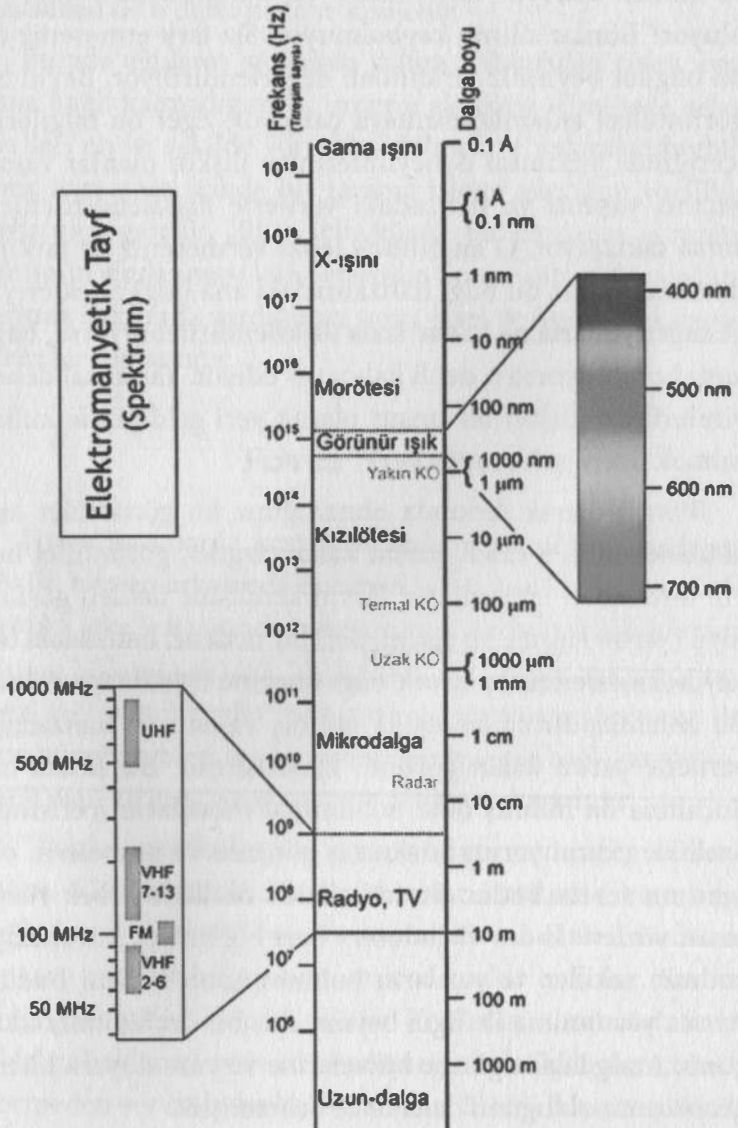 Elektromanyetik Tayf
(Spektrum)
Frekans (Hz)
(Titreşim sayısı)
10¹⁹
10¹⁸
10¹⁷
10¹⁶
10¹⁵
10¹⁴
10¹³
10¹²
10¹¹
10¹⁰
10⁹
10⁸
10⁷
10⁶
Gama ışını
X-ışını
Morötesi
Görünür ışık
Yakın KÖ
Kızılötesi
Termal KÖ
Uzak KÖ
Mikrodalga
Radar
Radyo, TV
Uzun-dalga
Dalgaboyu
0.1 Å
1 Å
0.1 nm
1 nm
10 nm
100 nm
1000 nm
1 μm
10 μm
100 μm
1000 μm
1 mm
1 cm
10 cm
1 m
10 m
100 m
1000 m
400 nm
500 nm
600 nm
700 nm
1000 MHz
500 MHz
100 MHz
50 MHz
UHF
VHF
7-13
FM
VHF
2-6